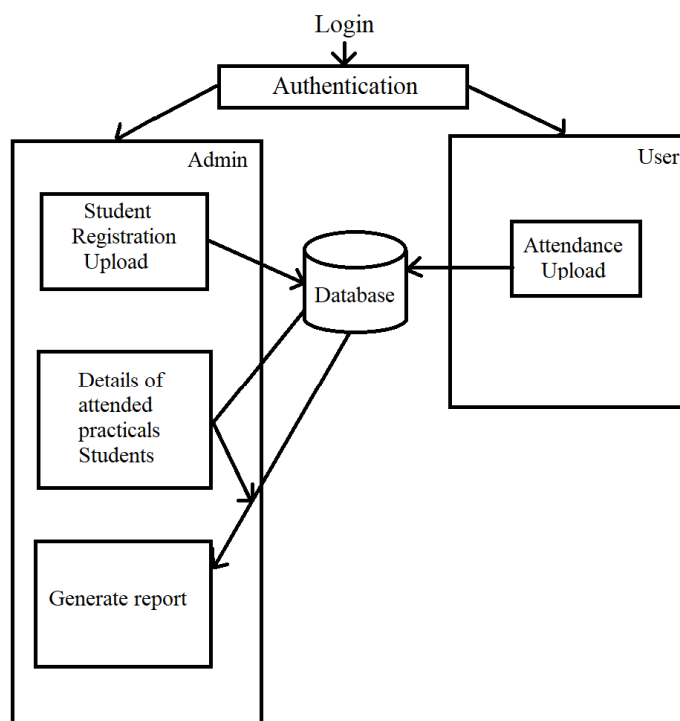 Login
Authentication
Admin
User
Student
Registration
Upload
Attendance
Upload
Database
Details of
attended
practicals
Students
Generate report